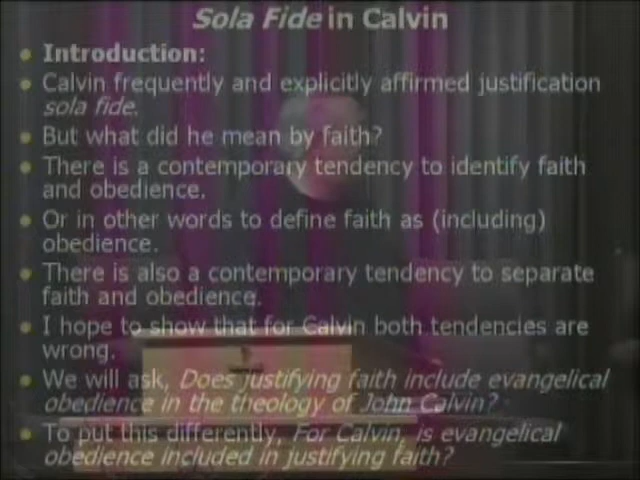 Sola Fide in Calvin
Introduction:
Calvin frequently and explicitly affirmed justification
sola fide.
But what did he mean by faith?
There is a contemporary tendency to identify faith
and obedience.
Or in other words to define faith as (including)
obedience.
There is also a contemporary tendency to separate
faith and obedience.
I hope to show that for Calvin both tendencies are
wrong.
We will ask, Does justifying faith include evangelical
obedience in the theology of John Calvin?
To put this differently, For Calvin, is evangelical
obedience included in justifying faith?